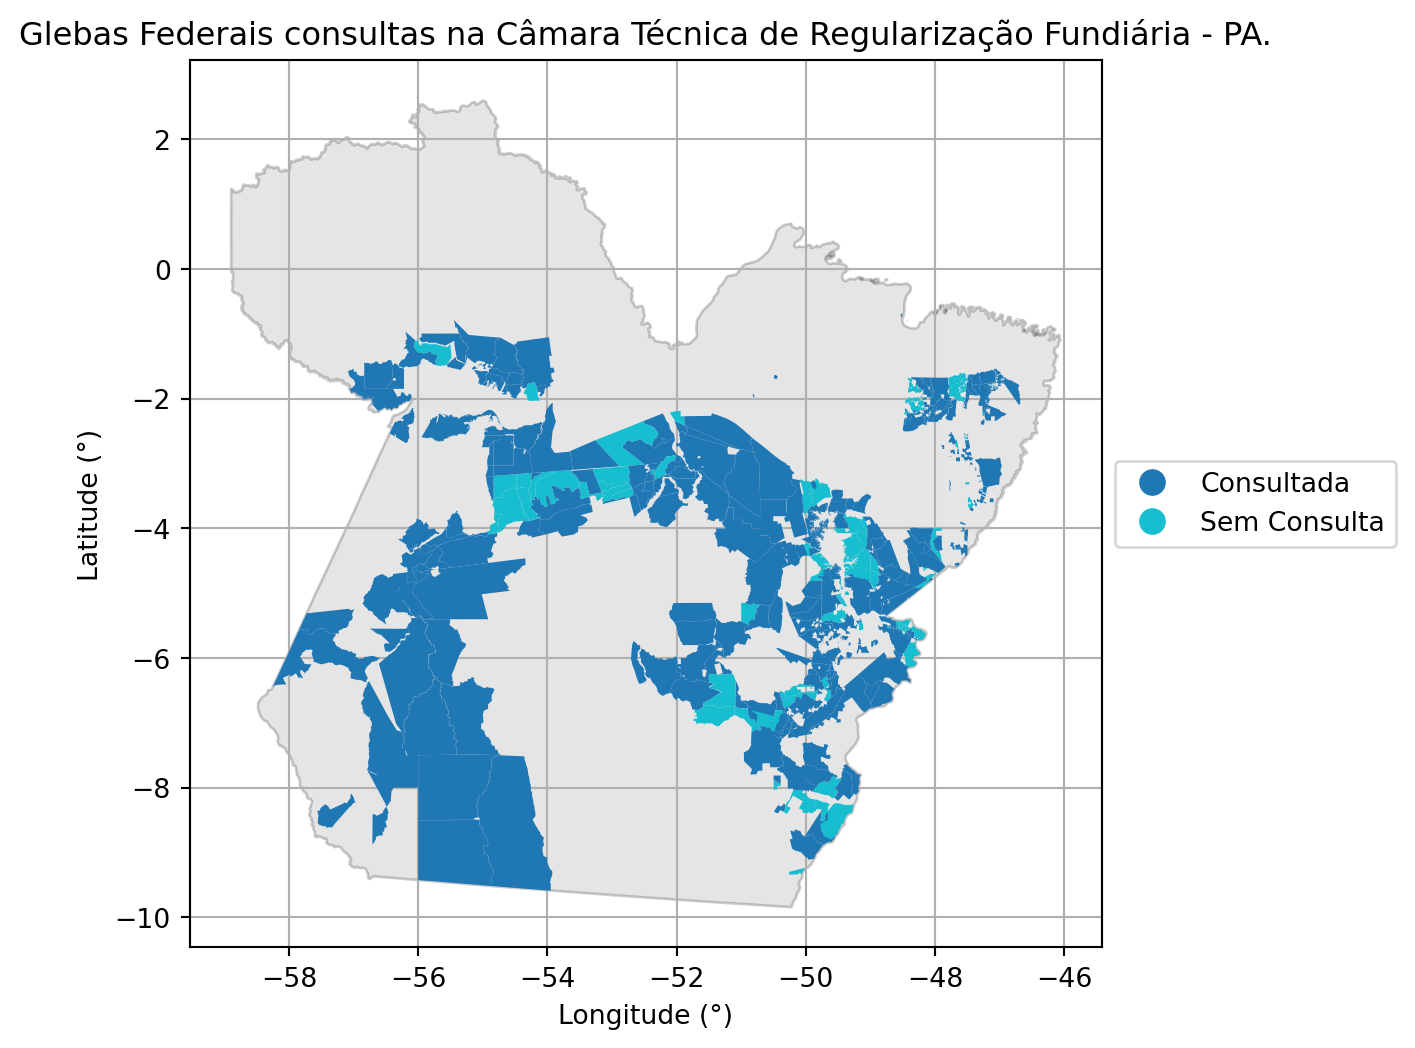 Glebas Federais consultas na Câmara Técnica de Regularização Fundiária - PA.
2
0
−2
−4
−6
−8
−10
Latitude (°)
−58 −56 −54 −52 −50 −48 −46
Longitude (°)
Consultada
Sem Consulta